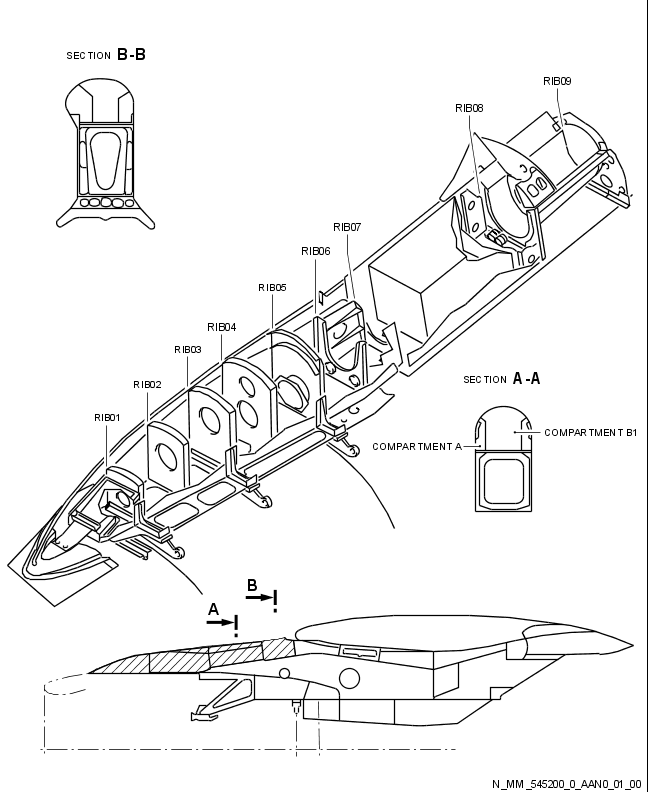 SECTION B-B
RIB09
RIB08
RIB07
RIB06
RIB05
RIB04
RIB03
RIB02
RIB01
SECTION A-A
COMPARTMENT A
COMPARTMENT B1
B
A
N_MM_545200_0_AAN0_01_00